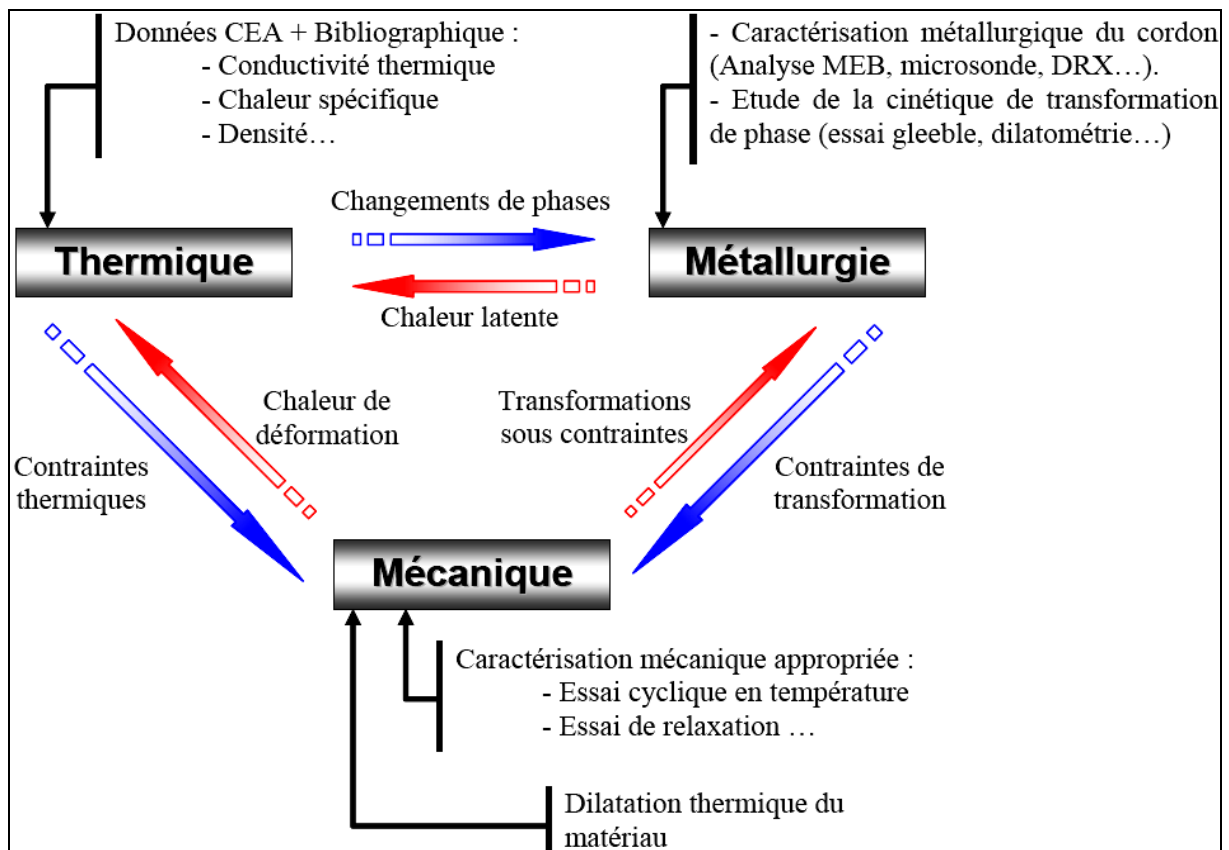 Données CEA + Bibliographique :
- Conductivité thermique
- Chaleur spécifique
- Densité…
- Caractérisation métallurgique du cordon
(Analyse MEB, microsonde, DRX…).
- Etude de la cinétique de transformation
de phase (essai gleeble, dilatométrie…)
Changements de phases
Thermique
Métallurgie
Chaleur latente
Chaleur de
déformation
Transformations
sous contraintes
Contraintes
thermiques
Contraintes de
transformation
Mécanique
Caractérisation mécanique appropriée :
- Essai cyclique en température
- Essai de relaxation …
Dilatation thermique du
matériau